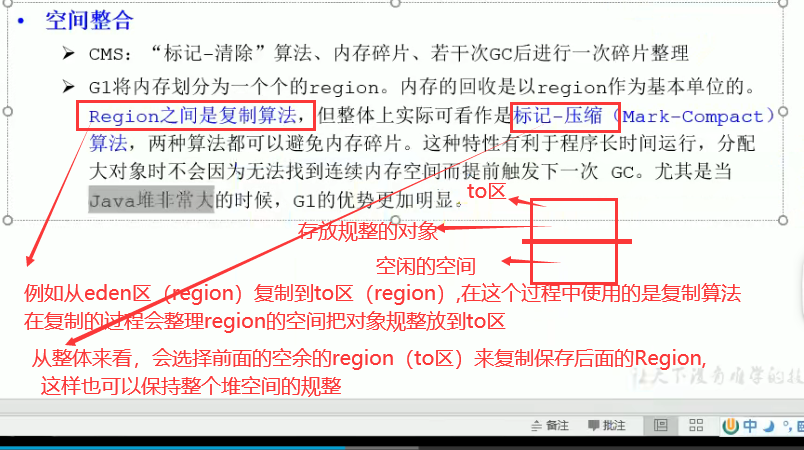 • 空间整合
➢ CMS：“标记-清除”算法、内存碎片、若干次GC后进行一次碎片整理
➢ G1将内存划分为一个个的region。内存的回收是以region作为基本单位的。
Region之间是复制算法，但整体上实际可看作是标记-压缩（Mark-Compact）
算法，两种算法都可以避免内存碎片。这种特性有利于程序长时间运行，分配
大对象时不会因为无法找到连续内存空间而提前触发下一次 GC。尤其是当
Java堆非常大的时候，G1的优势更加明显。
to区
存放规整的对象
空闲的空间
例如从eden区（region）复制到to区（region）,在这个过程中使用的是复制算法
在复制的过程会整理region的空间把对象规整放到to区
从整体来看，会选择前面的空余的region（to区）来复制保存后面的Region,
这样也可以保持整个堆空间的规整
让天下没有难学的技
备注
批注
中